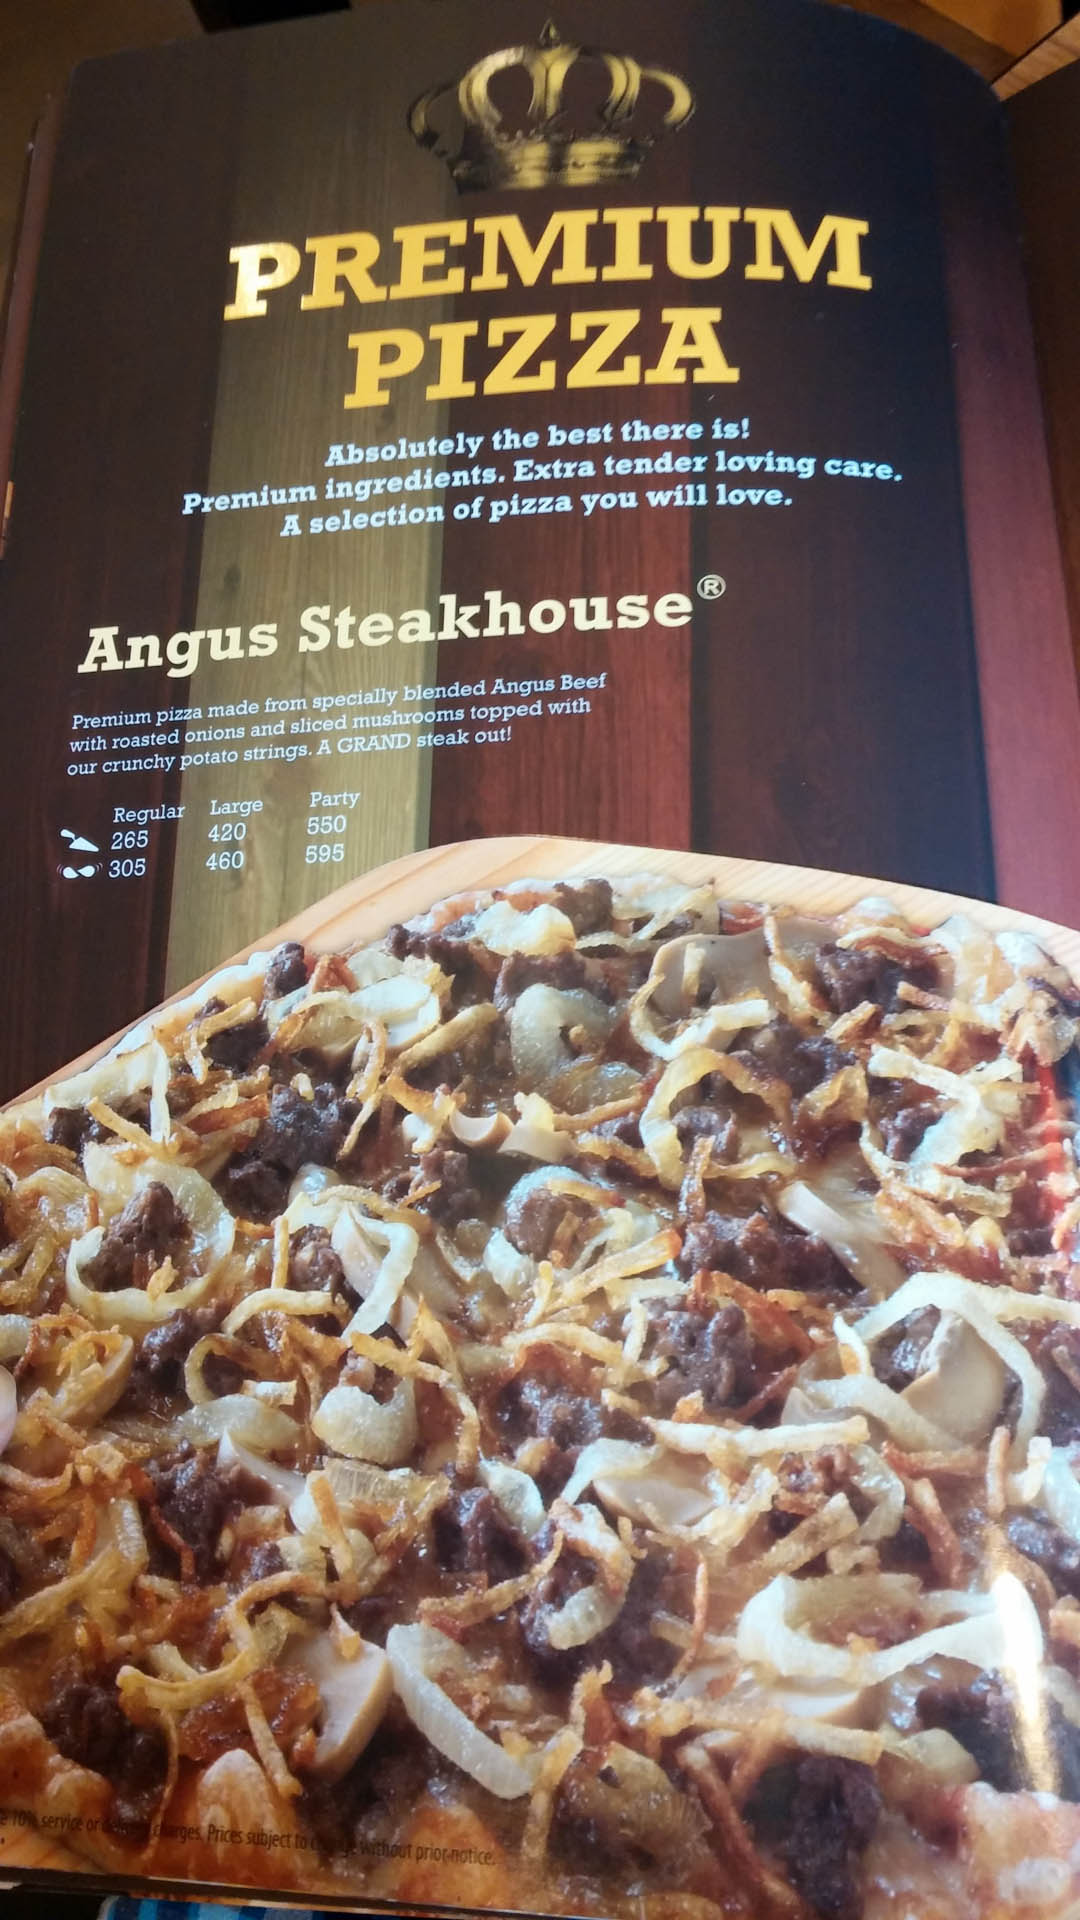 PREMIUM
PIZZA
Absolutely the best there is!
Premium ingredients. Extra tender loving care.
A selection of pizza you will love.
Angus Steakhouse®
Premium pizza made from specially blended Angus Beef
with roasted onions and sliced mushrooms topped with
our crunchy potato strings. A GRAND steak out!
Regular Large Party
265 420 550
305 460 595
10% service or charges. Prices subject to without prior notice.